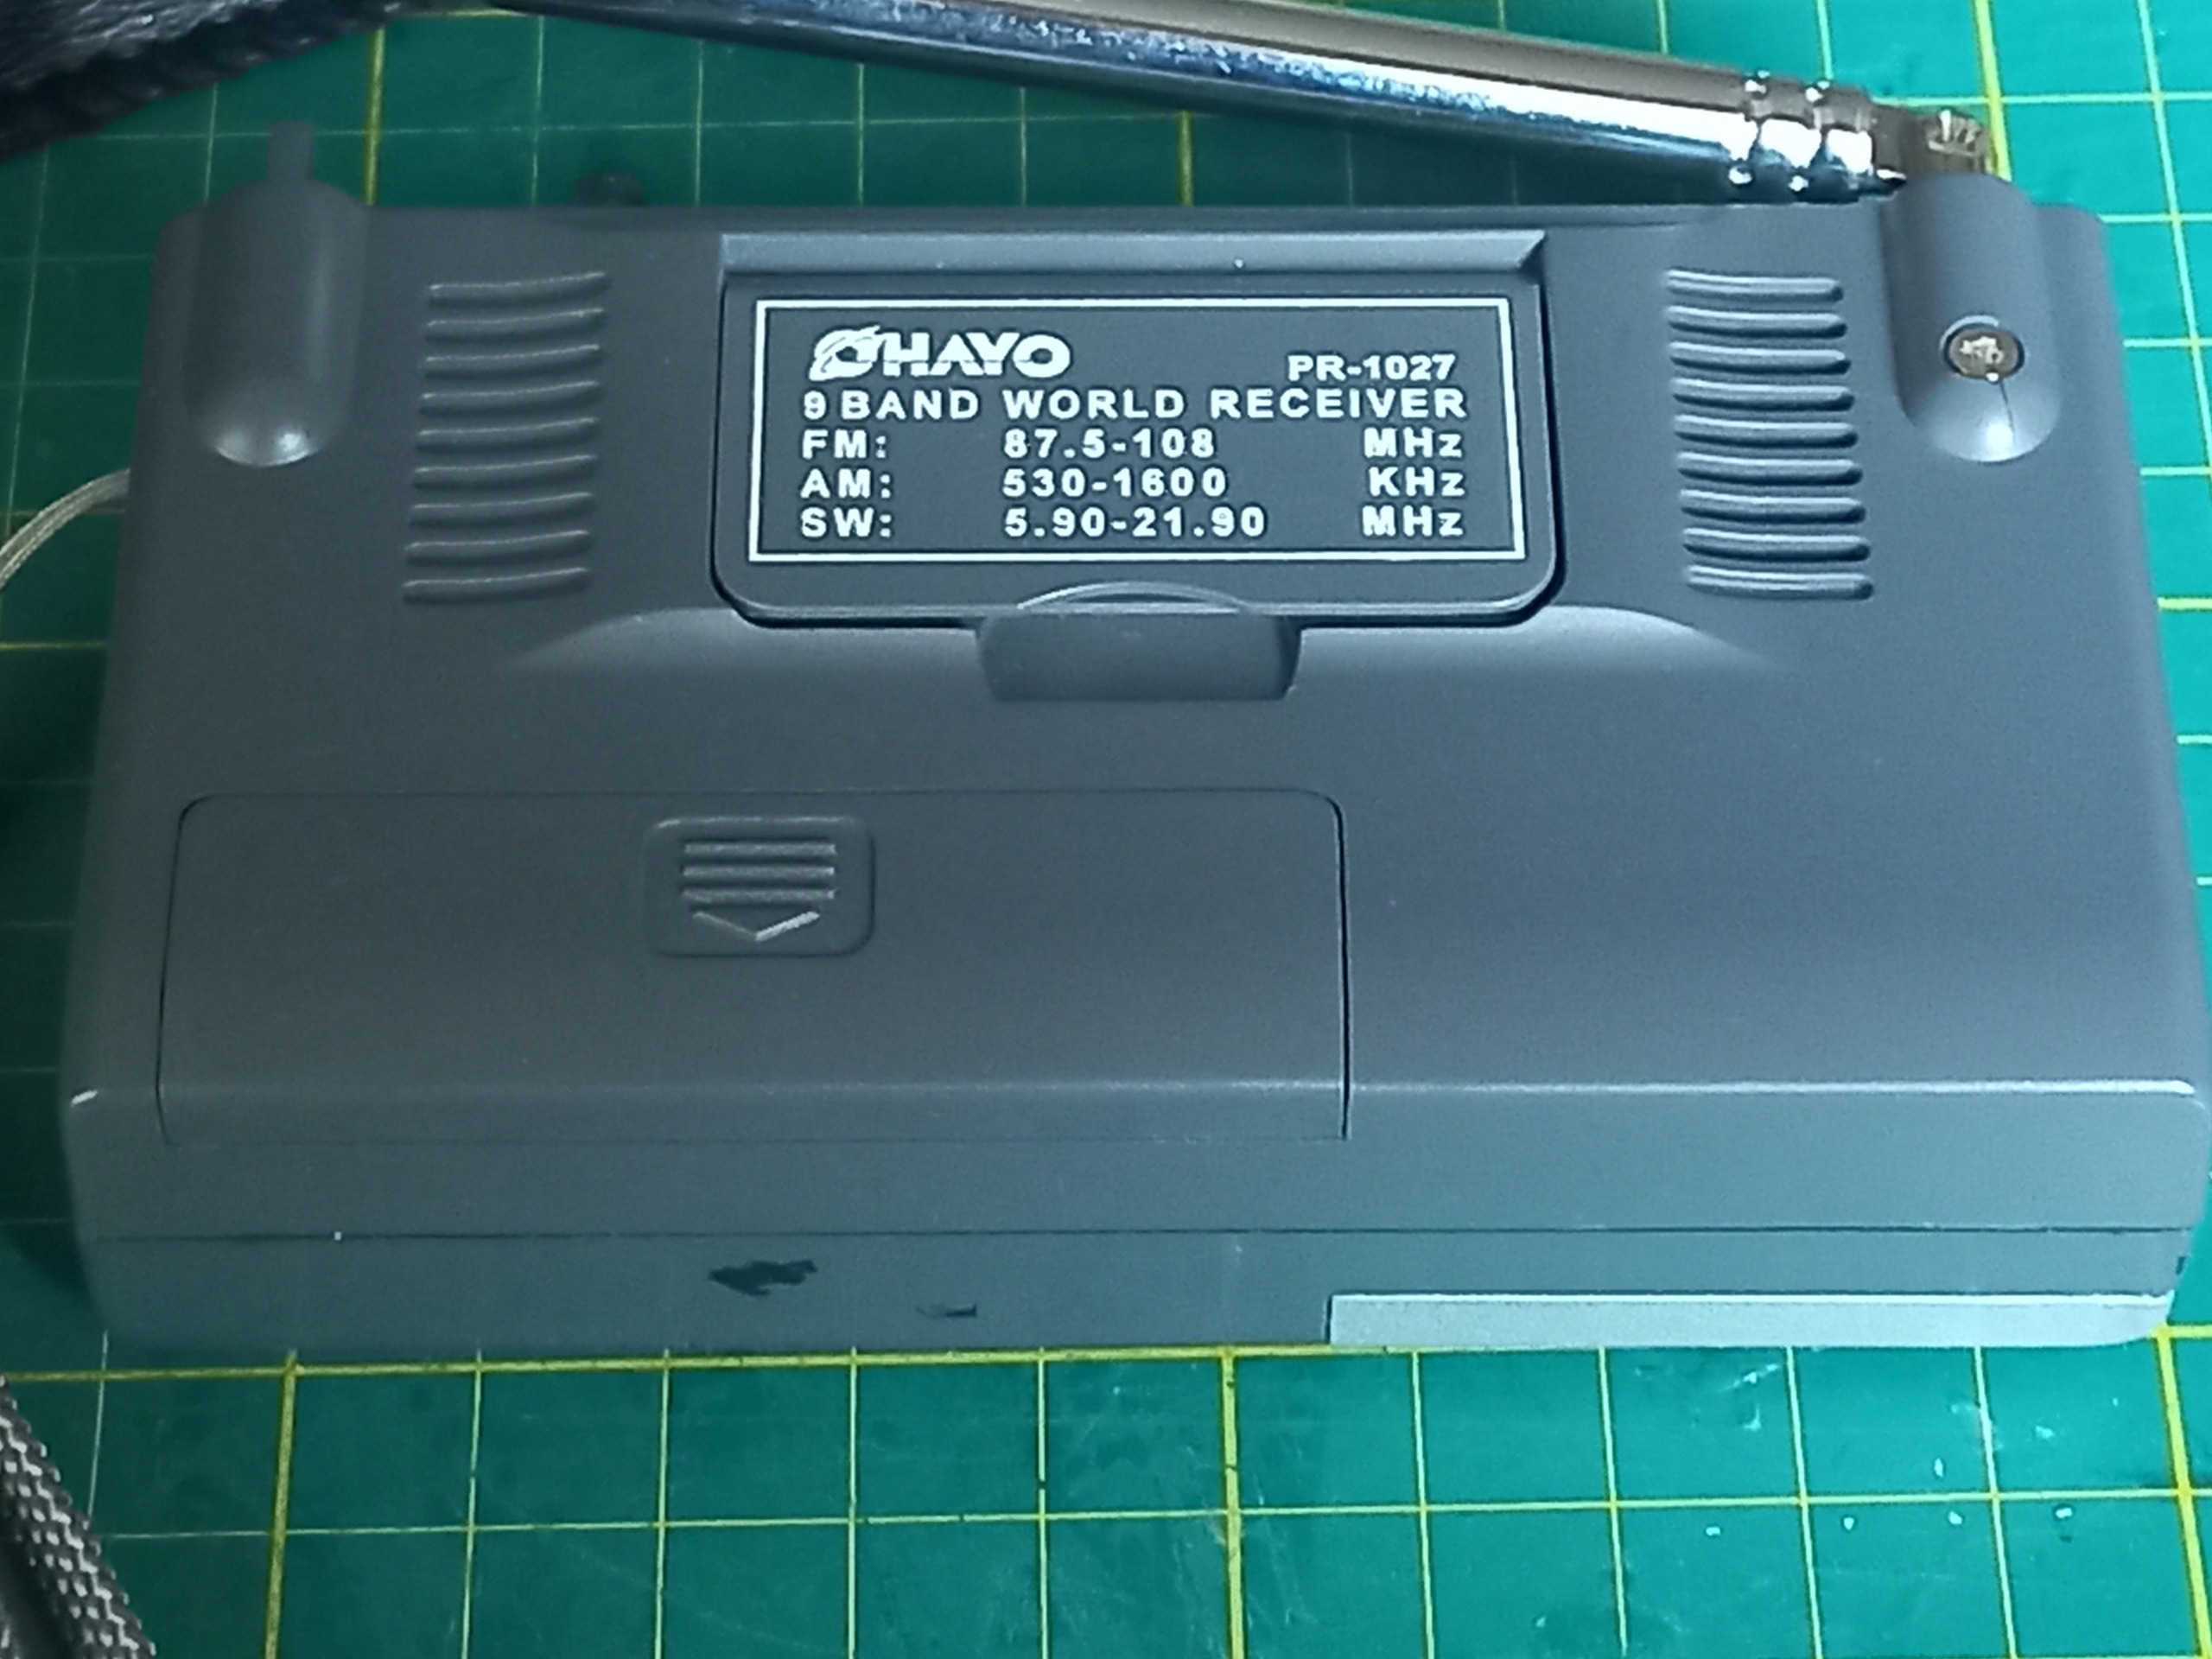 OHAYO PR-1027
9 BAND WORLD RECEIVER
FM: 87.5-108 MHz
AM: 530-1600 KHz
SW: 5.90-21.90 MHz